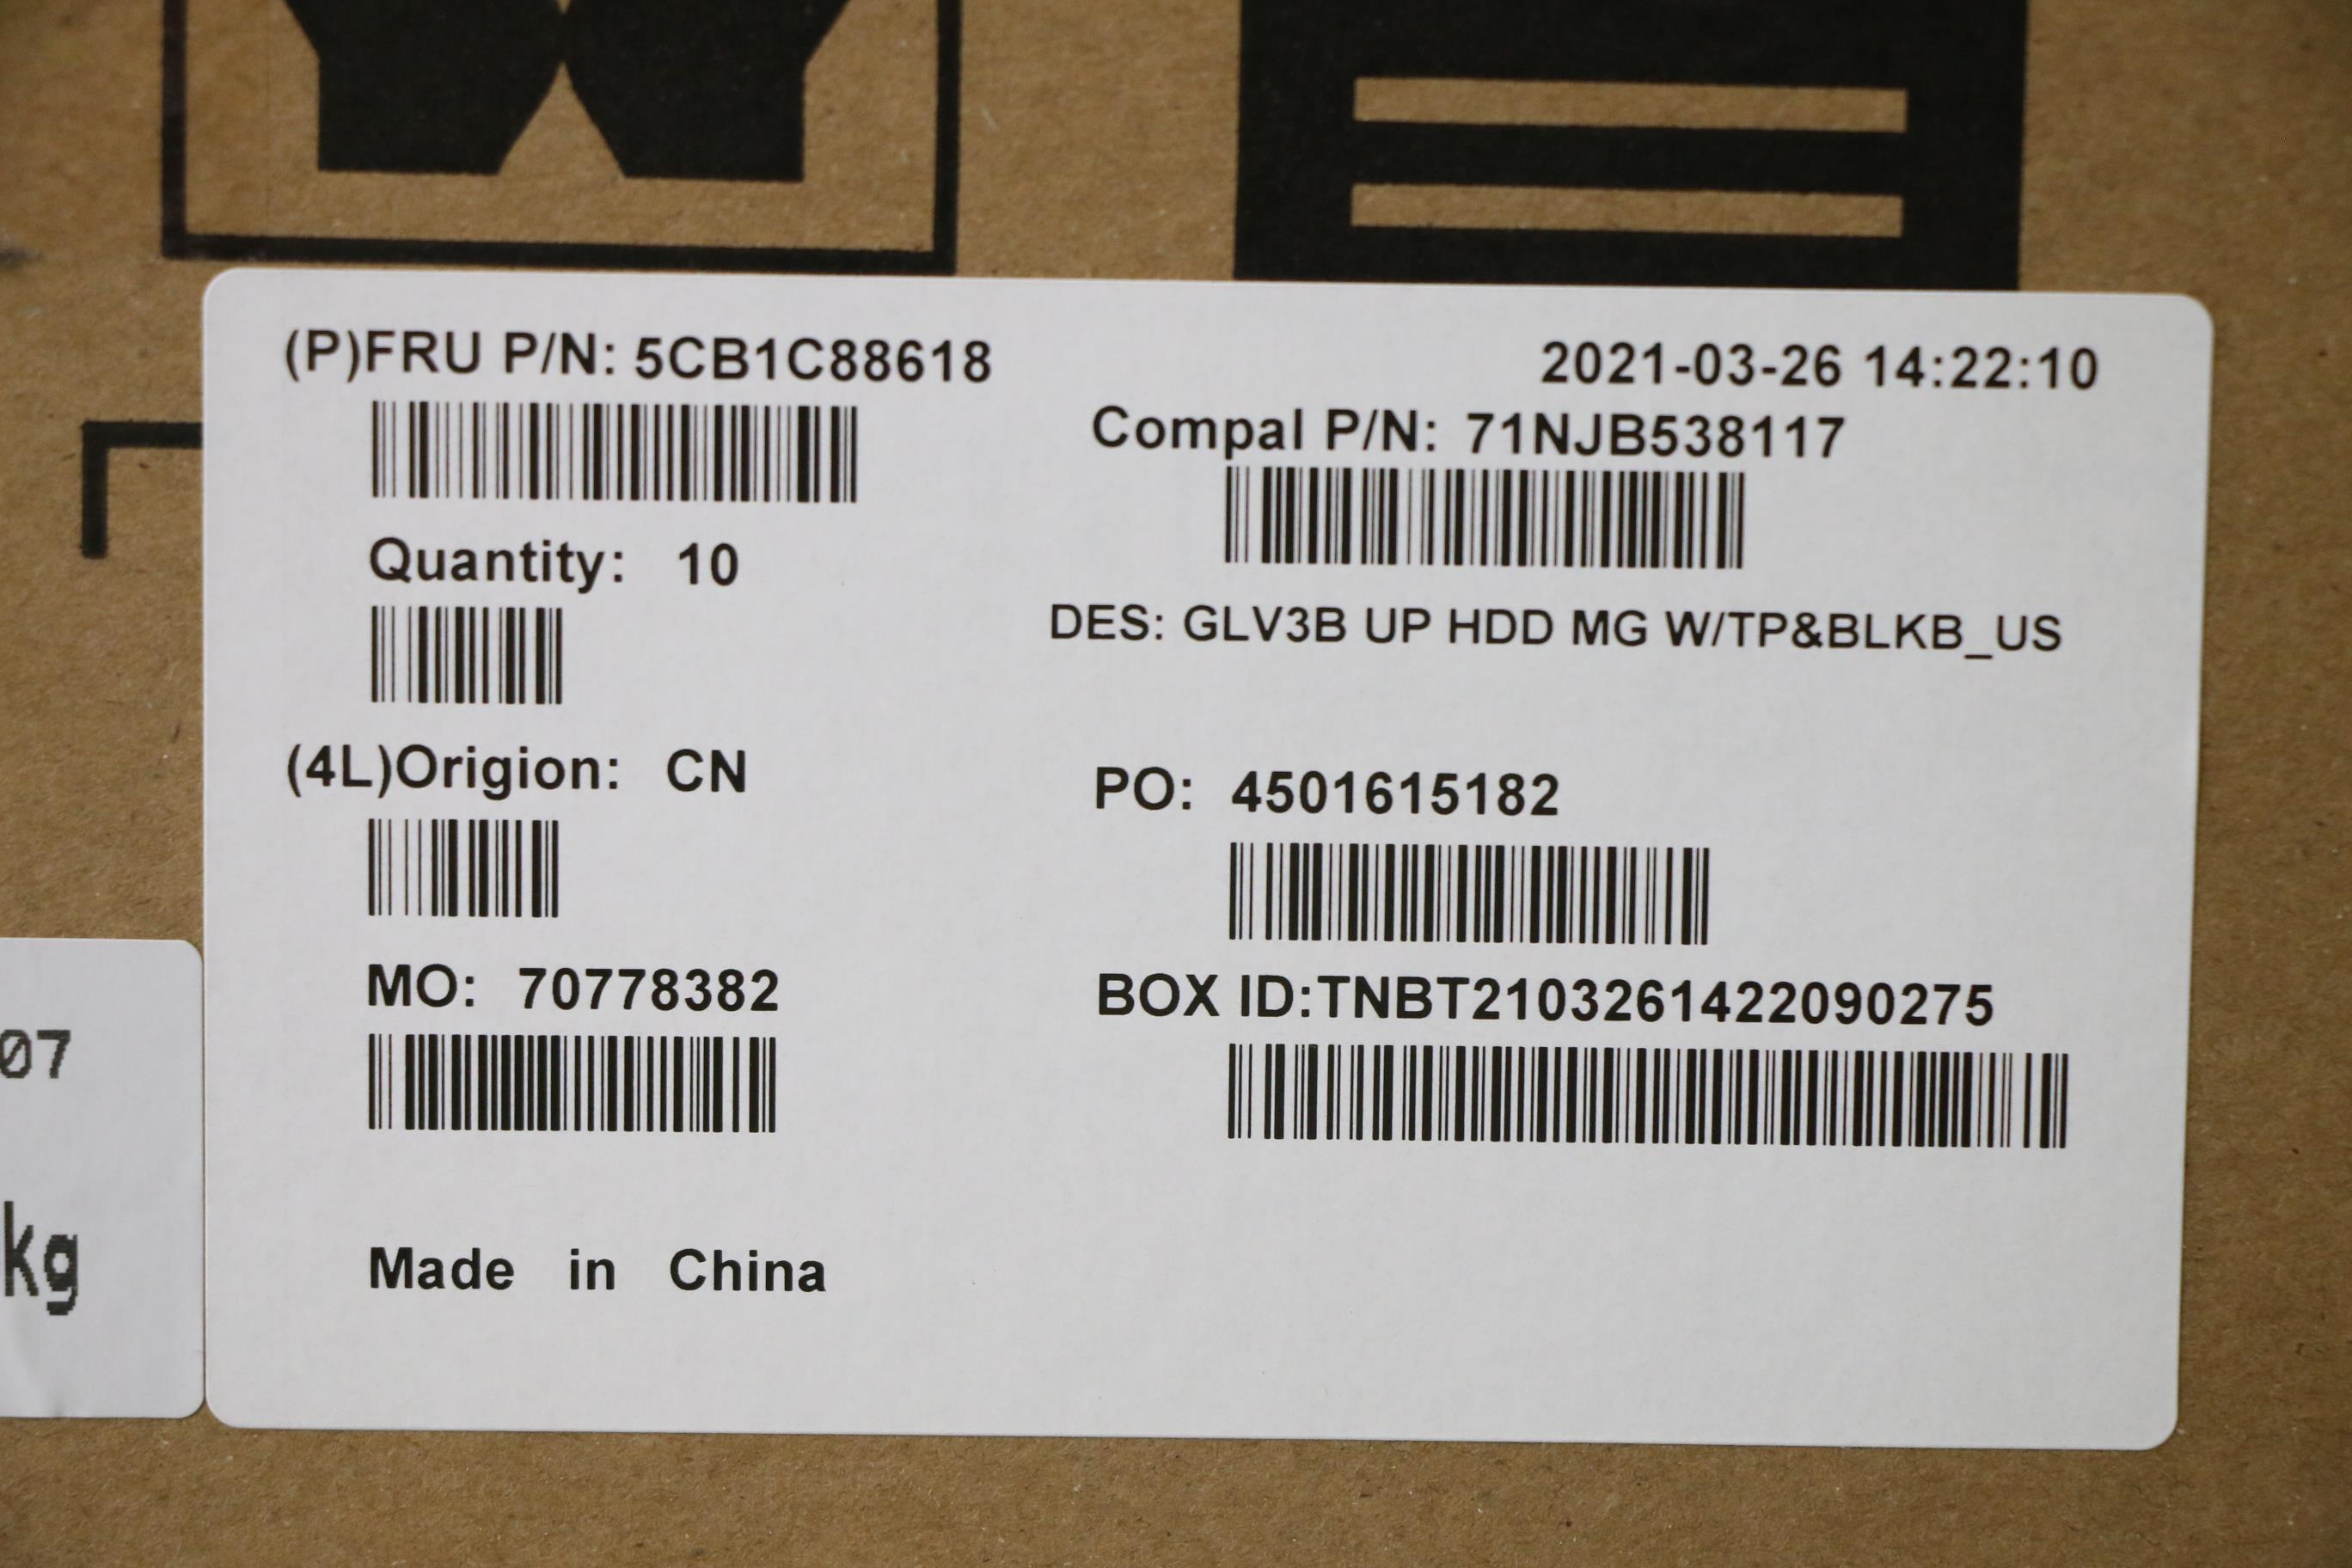 (P)FRU P/N: 5CB1C88618
2021-03-26 14:22:10
Compal P/N: 71NJB538117
Quantity: 10
DES: GLV3B UP HDD MG W/TP&BLKB_US
(4L)Origion: CN
PO: 4501615182
MO: 70778382
BOX ID:TNBT2103261422090275
Made in China
07
kg